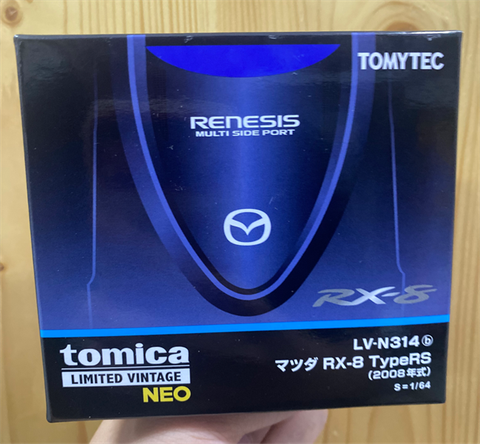 TOMYTEC
RENESIS
MULTI SIDE PORT
RX-8
LV-N314ⓑ
マツダ RX-8 TypeRS
(2008年式)
S=1/64
tomica
LIMITED VINTAGE
NEO